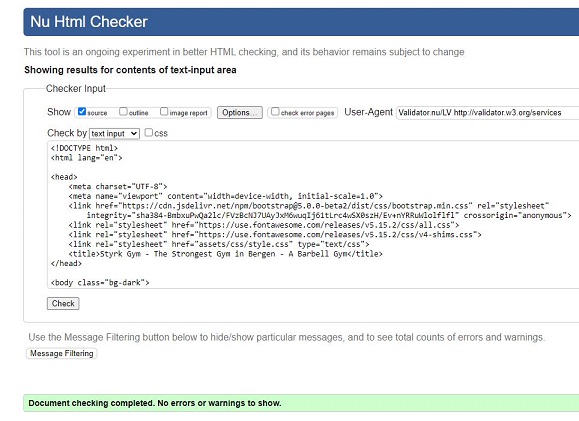 Nu Html Checker
This tool is an ongoing experiment in better HTML checking, and its behavior remains subject to change
Showing results for contents of text-input area
Checker Input
Show source outline image report Options... check error pages User-Agent Validator.nu/LV http://validator.w3.org/services
Check by text input css
<!DOCTYPE html>
<html lang="en">
<head>
<meta charset="UTF-8">
<meta name="viewport" content="width=device-width, initial-scale=1.0">
<link href="https://cdn.jsdelivr.net/npm/bootstrap@5.0.0-beta2/dist/css/bootstrap.min.css" rel="stylesheet"
integrity="sha384-BmbxuPwQa2lc/FVzBcNJ7UAyJxM6wuqIj61tLrc4wSX0szH/Ev+nYRRuWlolflfl" crossorigin="anonymous">
<link rel="stylesheet" href="https://use.fontawesome.com/releases/v5.15.2/css/all.css">
<link rel="stylesheet" href="https://use.fontawesome.com/releases/v5.15.2/css/v4-shims.css">
<link rel="stylesheet" href="assets/css/style.css" type="text/css">
<title>Styrk Gym - The Strongest Gym in Bergen - A Barbell Gym</title>
</head>
<body class="bg-dark">
Check
Use the Message Filtering button below to hide/show particular messages, and to see total counts of errors and warnings.
Message Filtering
Document checking completed. No errors or warnings to show.